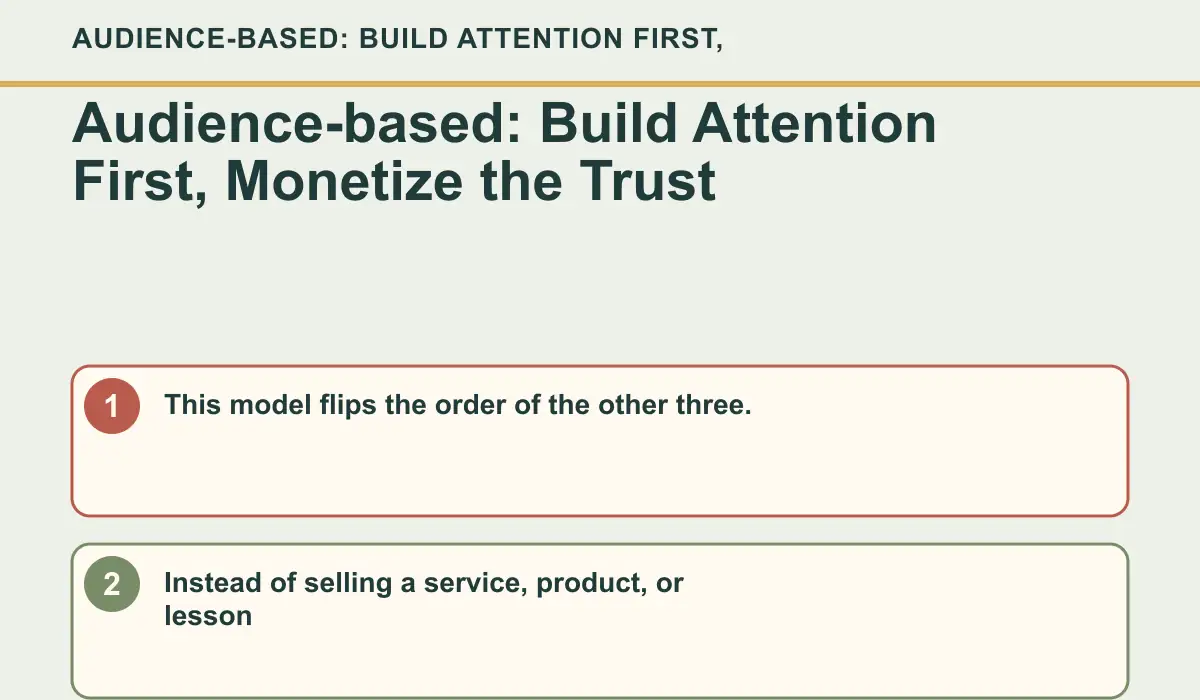 AUDIENCE-BASED: BUILD ATTENTION FIRST,
Audience-based: Build Attention
First, Monetize the Trust
1
This model flips the order of the other three.
2
Instead of selling a service, product, or
lesson